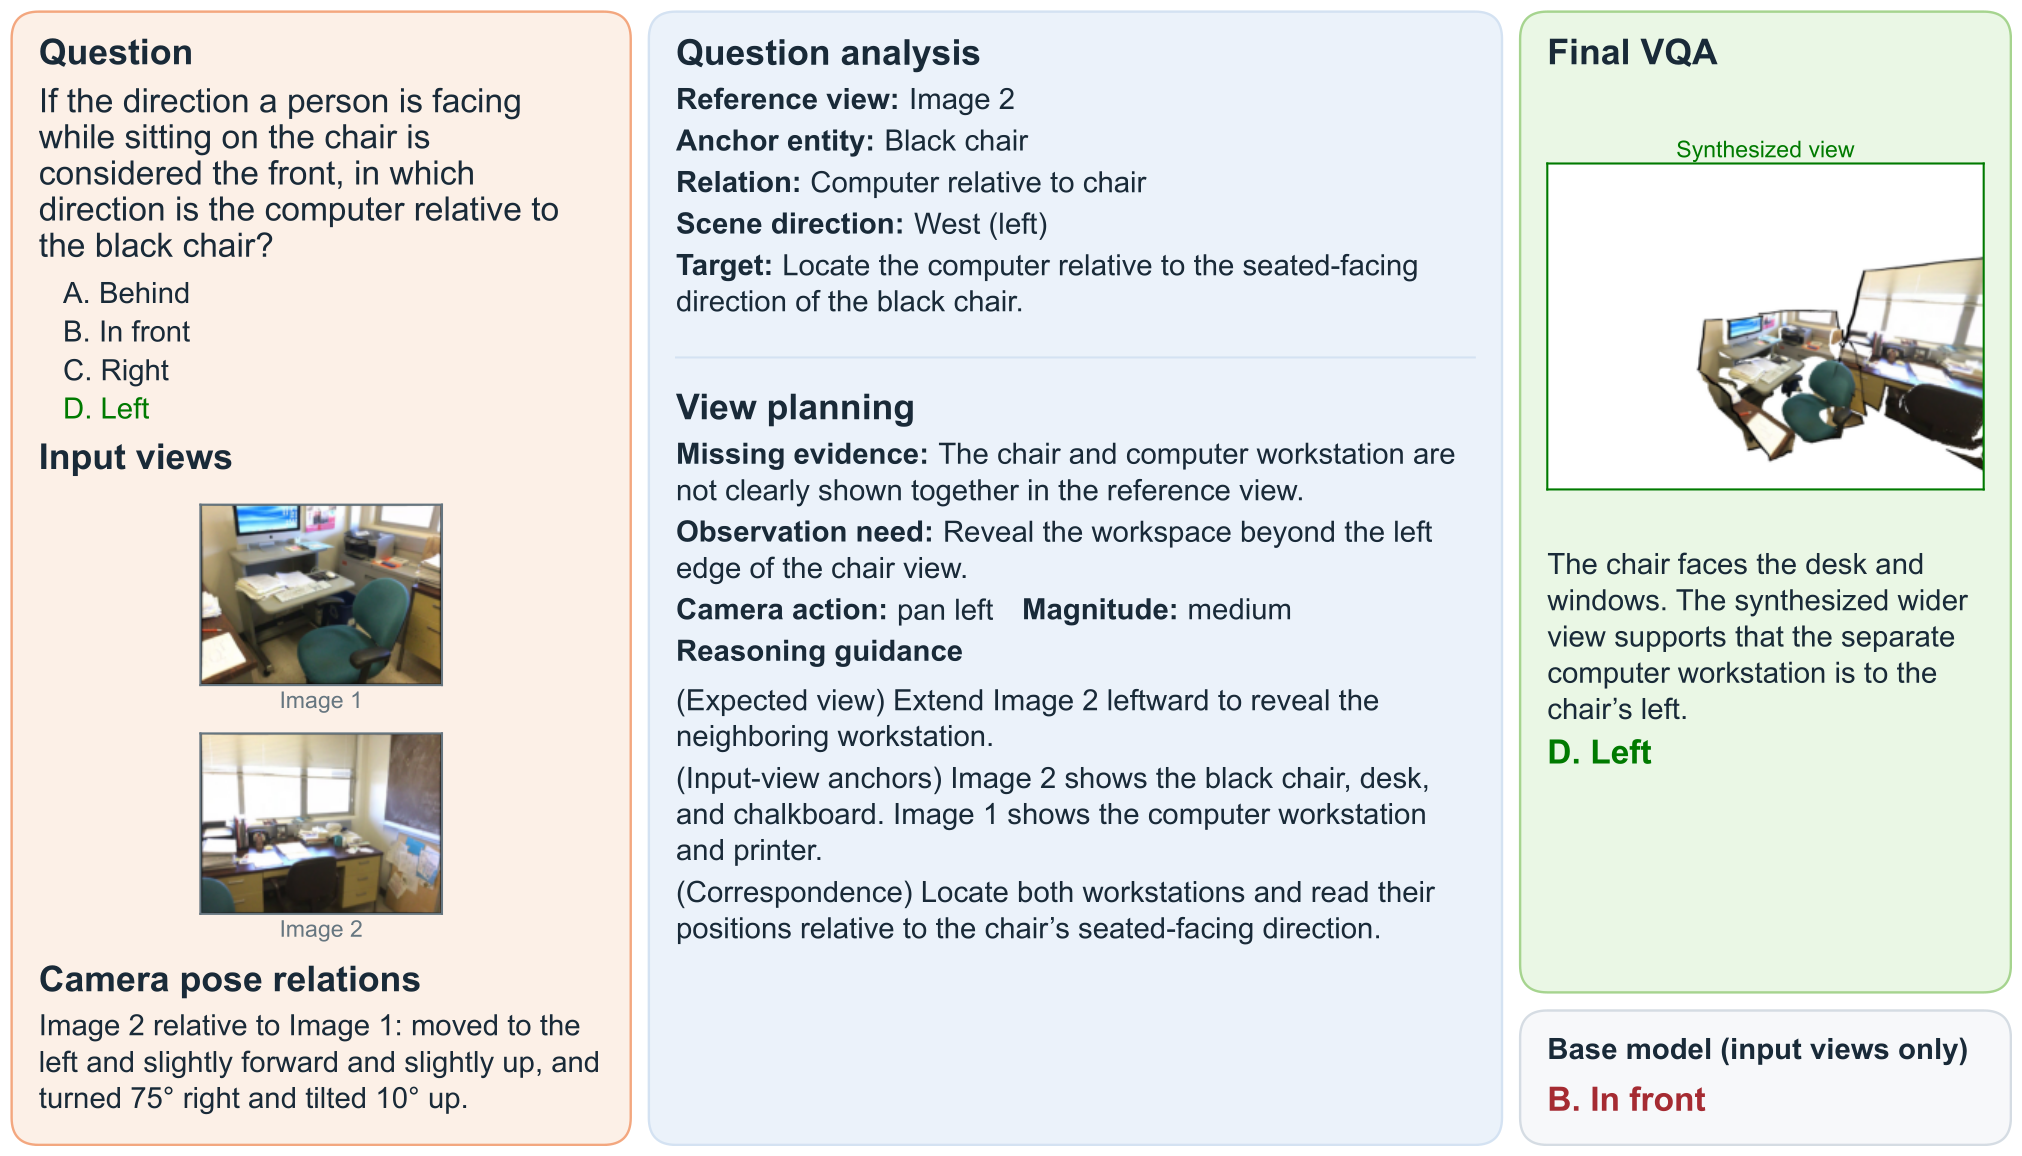 Question
If the direction a person is facing
while sitting on the chair is
considered the front, in which
direction is the computer relative to
the black chair?
A. Behind
B. In front
C. Right
D. Left
Input views
Image 1
Image 2
Camera pose relations
Image 2 relative to Image 1: moved to the
left and slightly forward and slightly up, and
turned 75° right and tilted 10° up.
Question analysis
Reference view: Image 2
Anchor entity: Black chair
Relation: Computer relative to chair
Scene direction: West (left)
Target: Locate the computer relative to the seated-facing
direction of the black chair.
View planning
Missing evidence: The chair and computer workstation are
not clearly shown together in the reference view.
Observation need: Reveal the workspace beyond the left
edge of the chair view.
Camera action: pan left Magnitude: medium
Reasoning guidance
(Expected view) Extend Image 2 leftward to reveal the
neighboring workstation.
(Input-view anchors) Image 2 shows the black chair, desk,
and chalkboard. Image 1 shows the computer workstation
and printer.
(Correspondence) Locate both workstations and read their
positions relative to the chair’s seated-facing direction.
Final VQA
Synthesized view
The chair faces the desk and
windows. The synthesized wider
view supports that the separate
computer workstation is to the
chair’s left.
D. Left
Base model (input views only)
B. In front